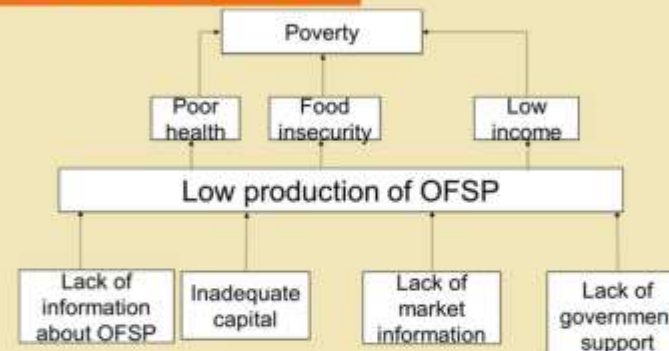 Poverty
Poor
health
Food
insecurity
Low
income
Low production of OFSP
Lack of
information
about OFSP
Inadequate
capital
Lack of
market
information
Lack of
governmen
support